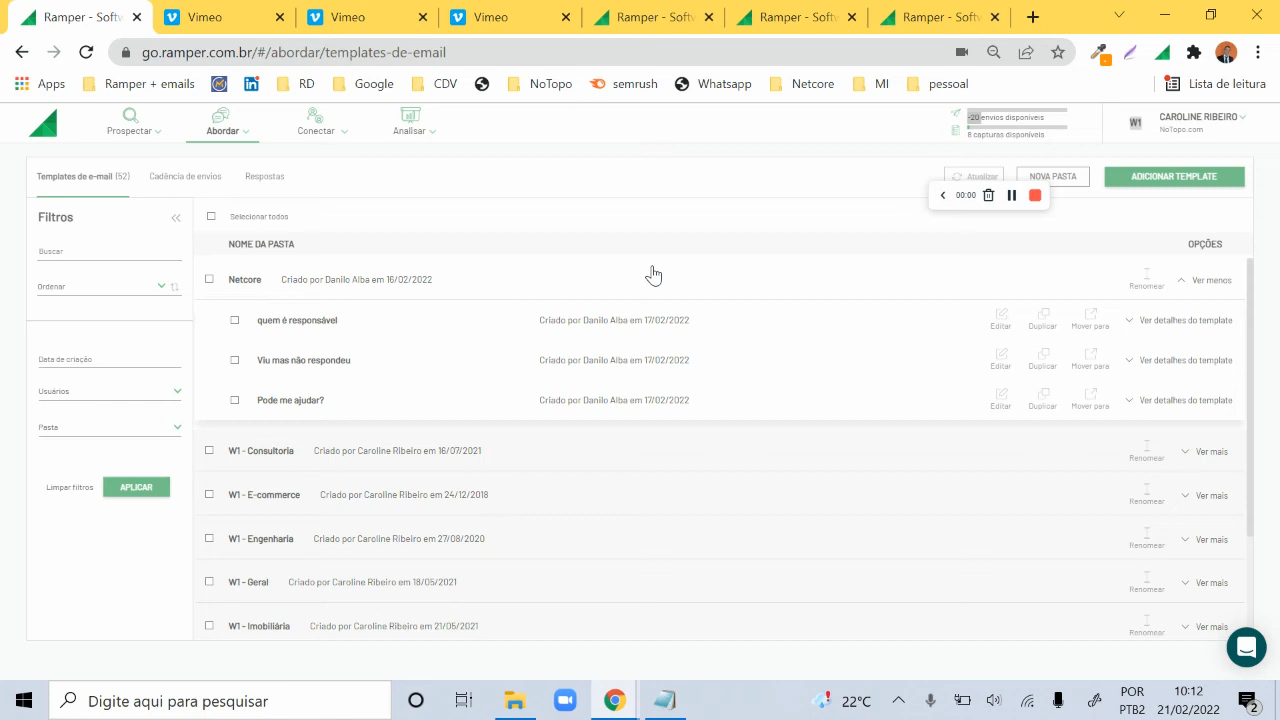 Ramper - Softw
Vimeo
Vimeo
Vimeo
Ramper - Softw
Ramper - Softw
Ramper - Softw
go.ramper.com.br/#/abordar/templates-de-email
Apps
Ramper + emails
RD
Google
CDV
NoTopo
semrush
Whatsapp
Netcore
MI
pessoal
Lista de leitura
Prospectar
Abordar
Conectar
Analisar
-20 envios disponíveis
8 capturas disponíveis
W1
CAROLINE RIBEIRO
NoTopo.com
Templates de e-mail (52)
Cadência de envios
Respostas
Atualizar
NOVA PASTA
ADICIONAR TEMPLATE
00:00
Filtros
Selecionar todos
Buscar
Ordenar
Data de criação
Usuários
Pasta
Limpar filtros
APLICAR
NOME DA PASTA
OPÇÕES
Netcore Criado por Danilo Alba em 16/02/2022 Renomear Ver menos
quem é responsável Criado por Danilo Alba em 17/02/2022 Editar Duplicar Mover para Ver detalhes do template
Viu mas não respondeu Criado por Danilo Alba em 17/02/2022 Editar Duplicar Mover para Ver detalhes do template
Pode me ajudar? Criado por Danilo Alba em 17/02/2022 Editar Duplicar Mover para Ver detalhes do template
W1 - Consultoria Criado por Caroline Ribeiro em 16/07/2021 Renomear Ver mais
W1 - E-commerce Criado por Caroline Ribeiro em 24/12/2018 Renomear Ver mais
W1 - Engenharia Criado por Caroline Ribeiro em 27/08/2020 Renomear Ver mais
W1 - Geral Criado por Caroline Ribeiro em 18/05/2021 Renomear Ver mais
W1 - Imobiliária Criado por Caroline Ribeiro em 21/05/2021 Renomear Ver mais
Digite aqui para pesquisar
22°C
POR
PTB2
10:12
21/02/2022
2